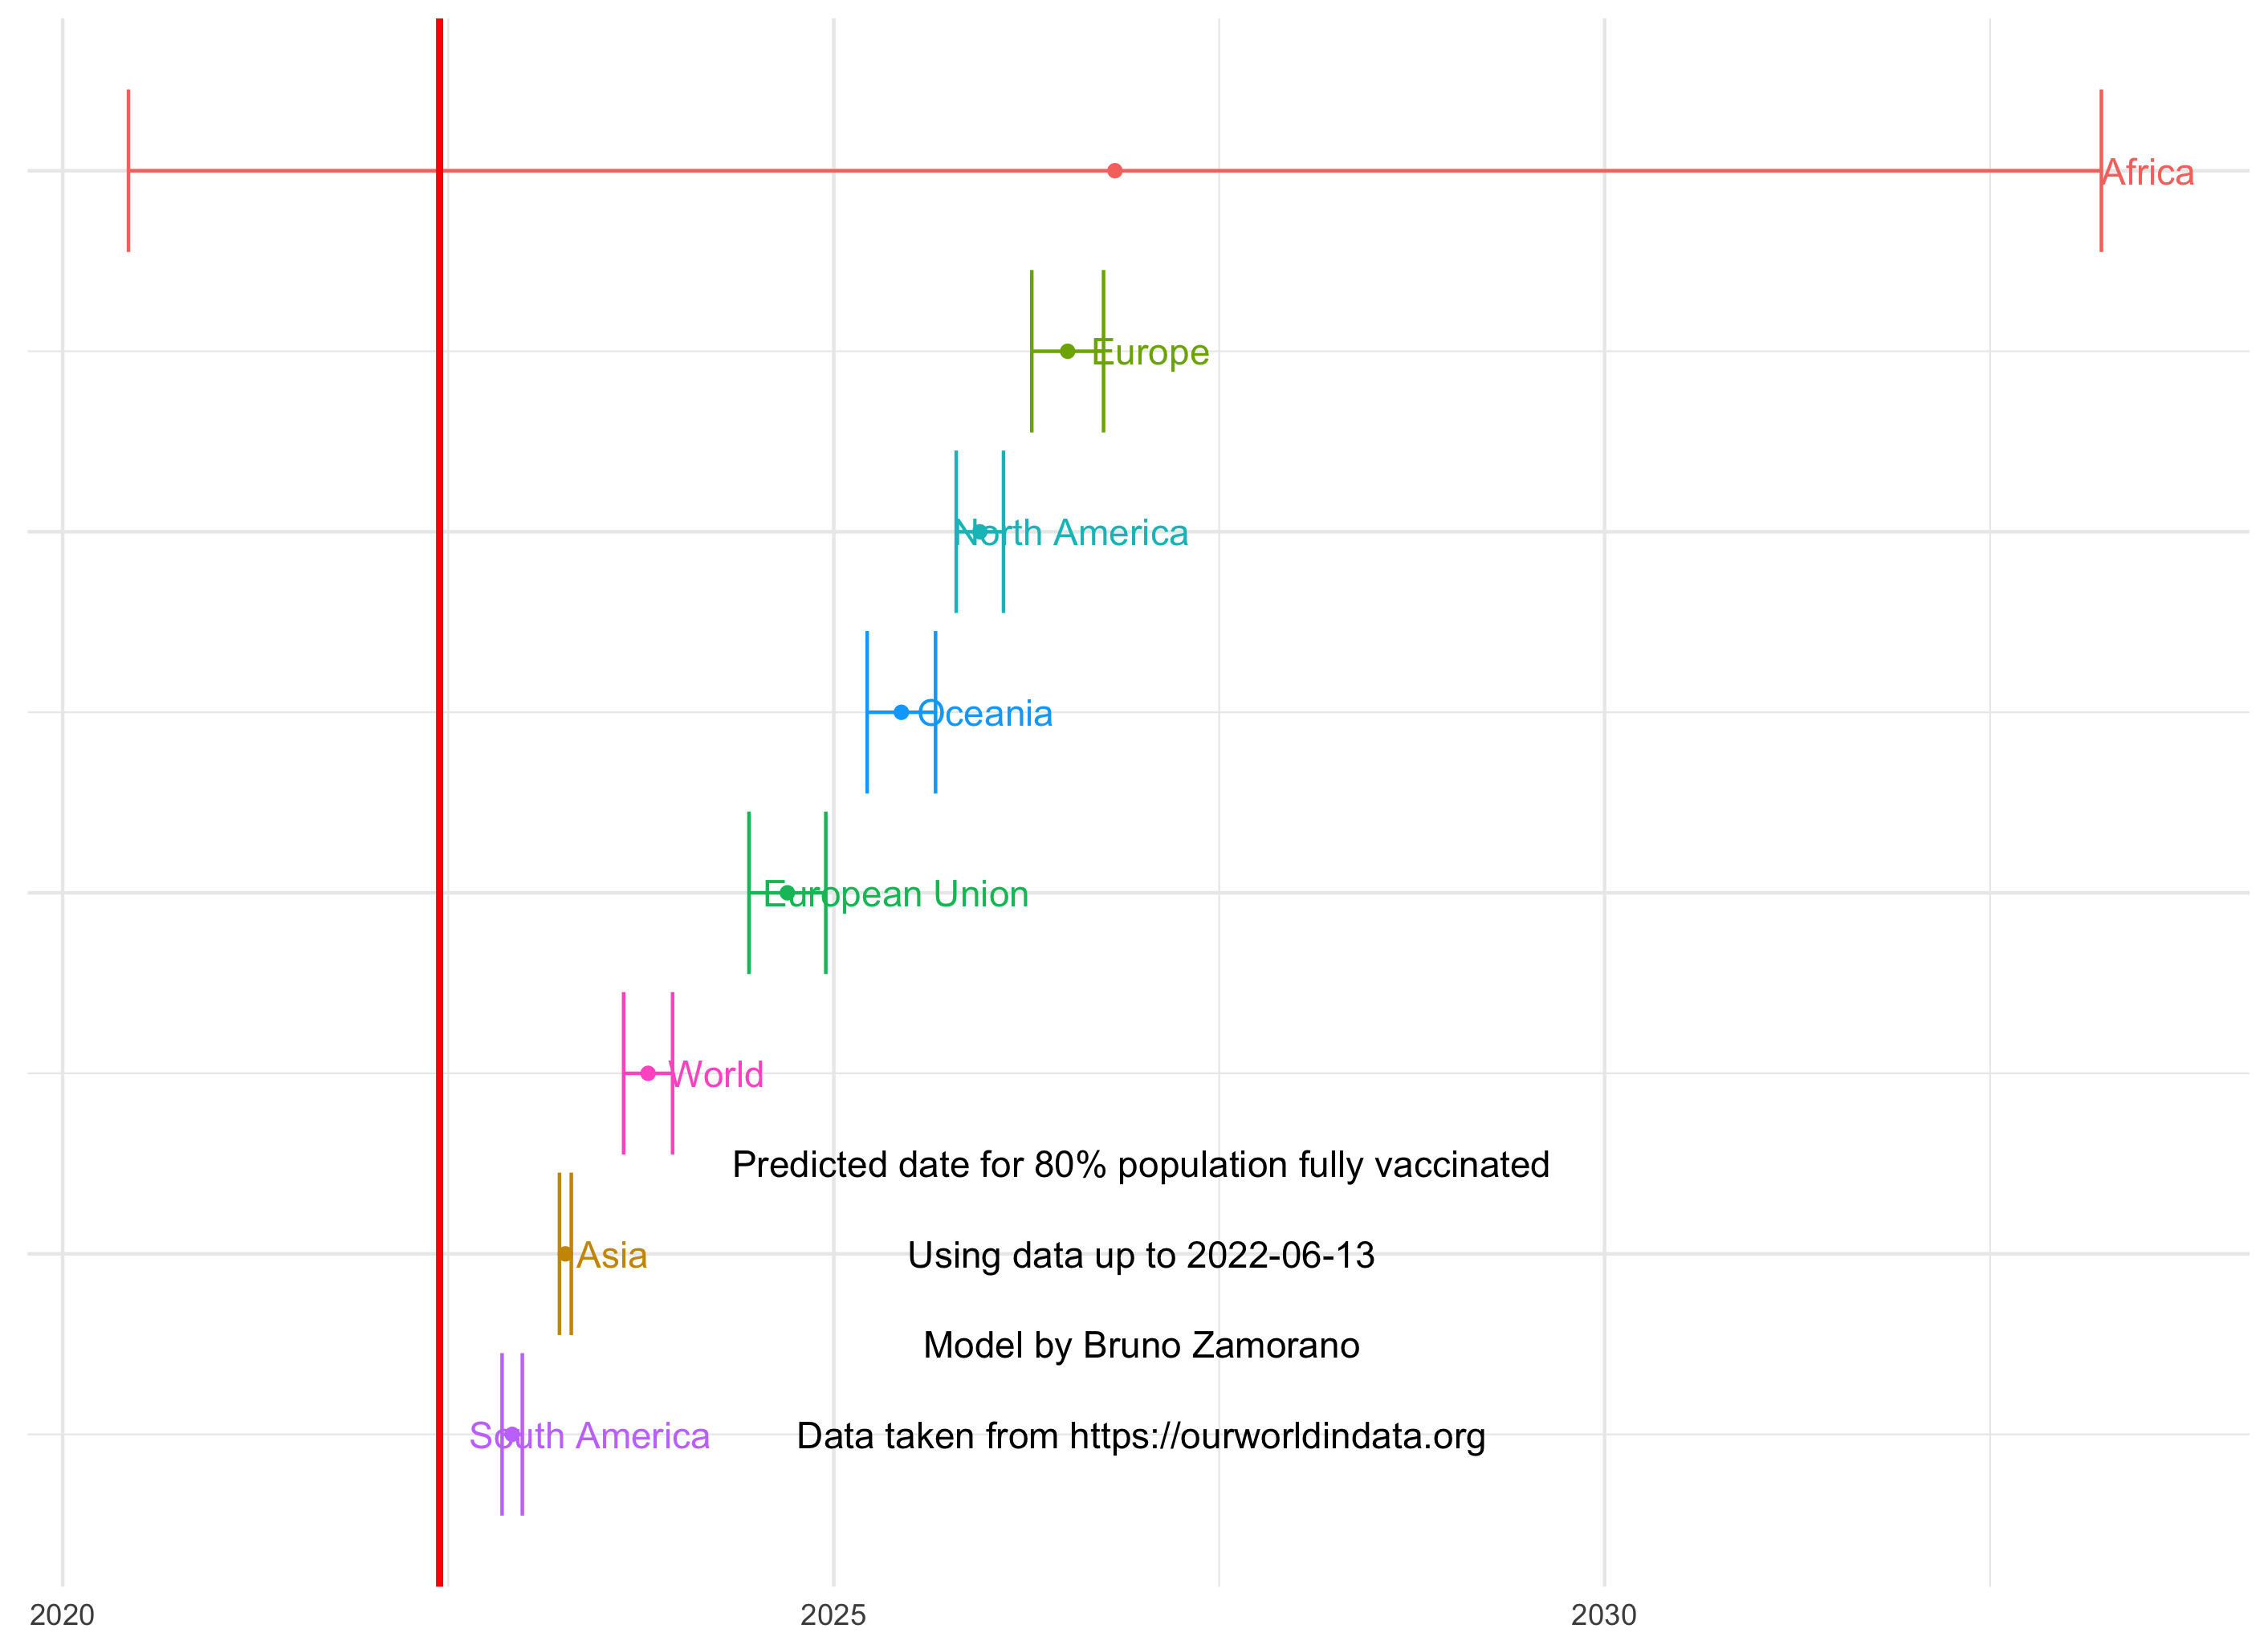 Africa
Europe
North America
Oceania
European Union
World
Predicted date for 80% population fully vaccinated
Asia
Using data up to 2022-06-13
Model by Bruno Zamorano
South America
Data taken from https://ourworldindata.org
2020
2025
2030